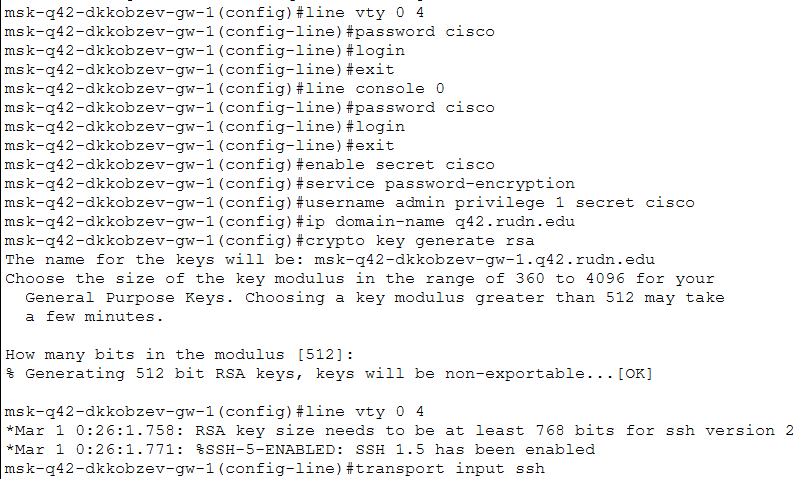 msk-q42-dkkobzev-gw-1(config)#line vty 0 4
msk-q42-dkkobzev-gw-1(config-line)#password cisco
msk-q42-dkkobzev-gw-1(config-line)#login
msk-q42-dkkobzev-gw-1(config-line)#exit
msk-q42-dkkobzev-gw-1(config)#line console 0
msk-q42-dkkobzev-gw-1(config-line)#password cisco
msk-q42-dkkobzev-gw-1(config-line)#login
msk-q42-dkkobzev-gw-1(config-line)#exit
msk-q42-dkkobzev-gw-1(config)#enable secret cisco
msk-q42-dkkobzev-gw-1(config)#service password-encryption
msk-q42-dkkobzev-gw-1(config)#username admin privilege 1 secret cisco
msk-q42-dkkobzev-gw-1(config)#ip domain-name q42.rudn.edu
msk-q42-dkkobzev-gw-1(config)#crypto key generate rsa
The name for the keys will be: msk-q42-dkkobzev-gw-1.q42.rudn.edu
Choose the size of the key modulus in the range of 360 to 4096 for your
General Purpose Keys. Choosing a key modulus greater than 512 may take
a few minutes.
How many bits in the modulus [512]:
% Generating 512 bit RSA keys, keys will be non-exportable...[OK]
msk-q42-dkkobzev-gw-1(config)#line vty 0 4
*Mar 1 0:26:1.758: RSA key size needs to be at least 768 bits for ssh version 2
*Mar 1 0:26:1.771: %SSH-5-ENABLED: SSH 1.5 has been enabled
msk-q42-dkkobzev-gw-1(config-line)#transport input ssh